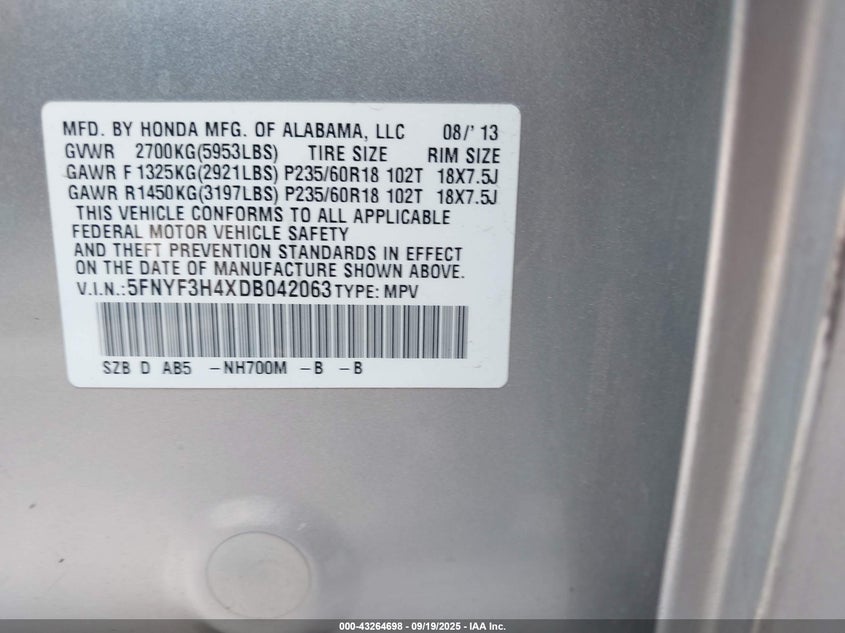 MFD. BY HONDA MFG. OF ALABAMA, LLC 08/' 13
GVWR 2700KG(5953LBS) TIRE SIZE RIM SIZE
GAWR F 1325KG(2921LBS) P235/60R18 102T 18X7.5J
GAWR R1450KG(3197LBS) P235/60R18 102T 18X7.5J
THIS VEHICLE CONFORMS TO ALL APPLICABLE
FEDERAL MOTOR VEHICLE SAFETY
AND THEFT PREVENTION STANDARDS IN EFFECT
ON THE DATE OF MANUFACTURE SHOWN ABOVE.
V.I.N.:5FNYF3H4XDB042063 TYPE: MPV
SZB D AB5 -NH700M -B -B
000-43264698 - 09/19/2025 - IAA Inc.